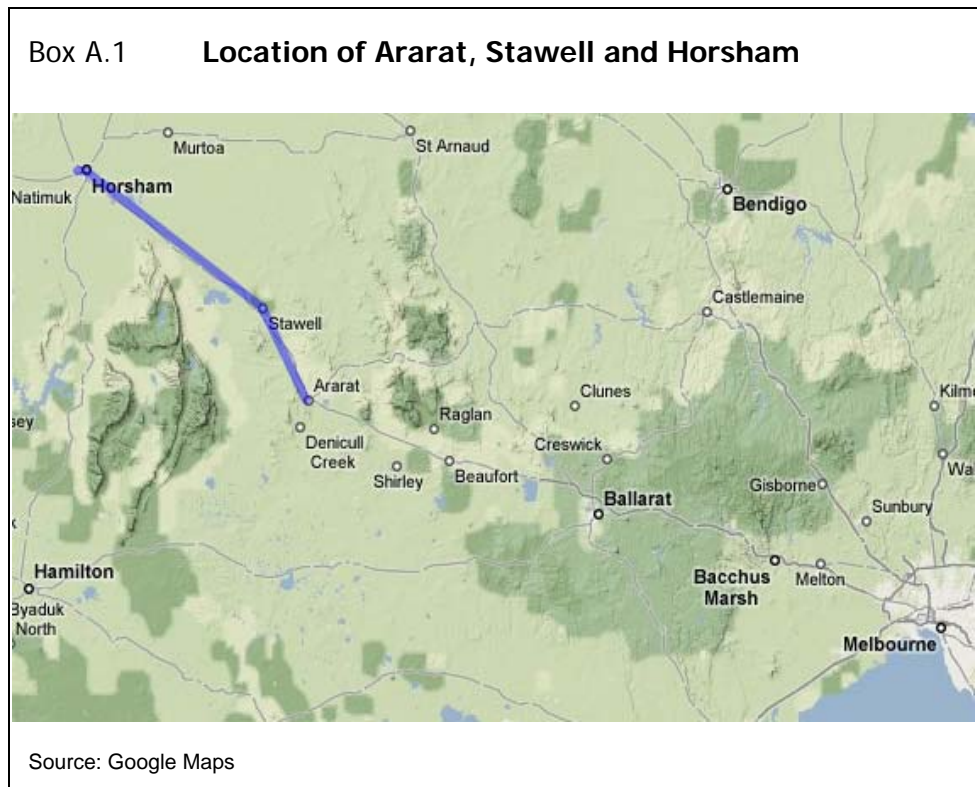 Box A.1 Location of Ararat, Stawell and Horsham
Murtoa
St Arnaud
Horsham
Natimuk
Bendigo
Castlemaine
Stawell
Ararat
Clunes
Raglan
Denicull
Creek
Creswick
Shirley
Beaufort
Gisborne
Sunbury
Ballarat
Hamilton
Bacchus
Marsh
Melton
Byaduk
North
Melbourne
Source: Google Maps